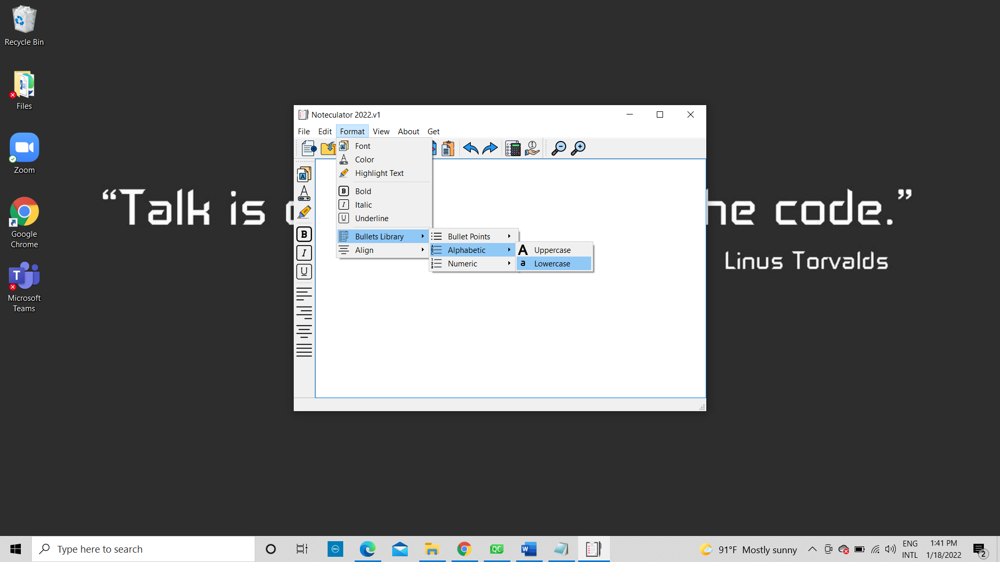 Recycle Bin
Files
Zoom
Google
Chrome
Microsoft
Teams
“Talk is
he code.”
Linus Torvalds
Noteculator 2022.v1
File Edit Format View About Get
Font
Color
Highlight Text
Bold
Italic
Underline
Bullets Library
Align
Bullet Points
Alphabetic
Numeric
Uppercase
Lowercase
Type here to search
DELL
QC
91°F Mostly sunny
ENG
INTL
1:41 PM
1/18/2022
2